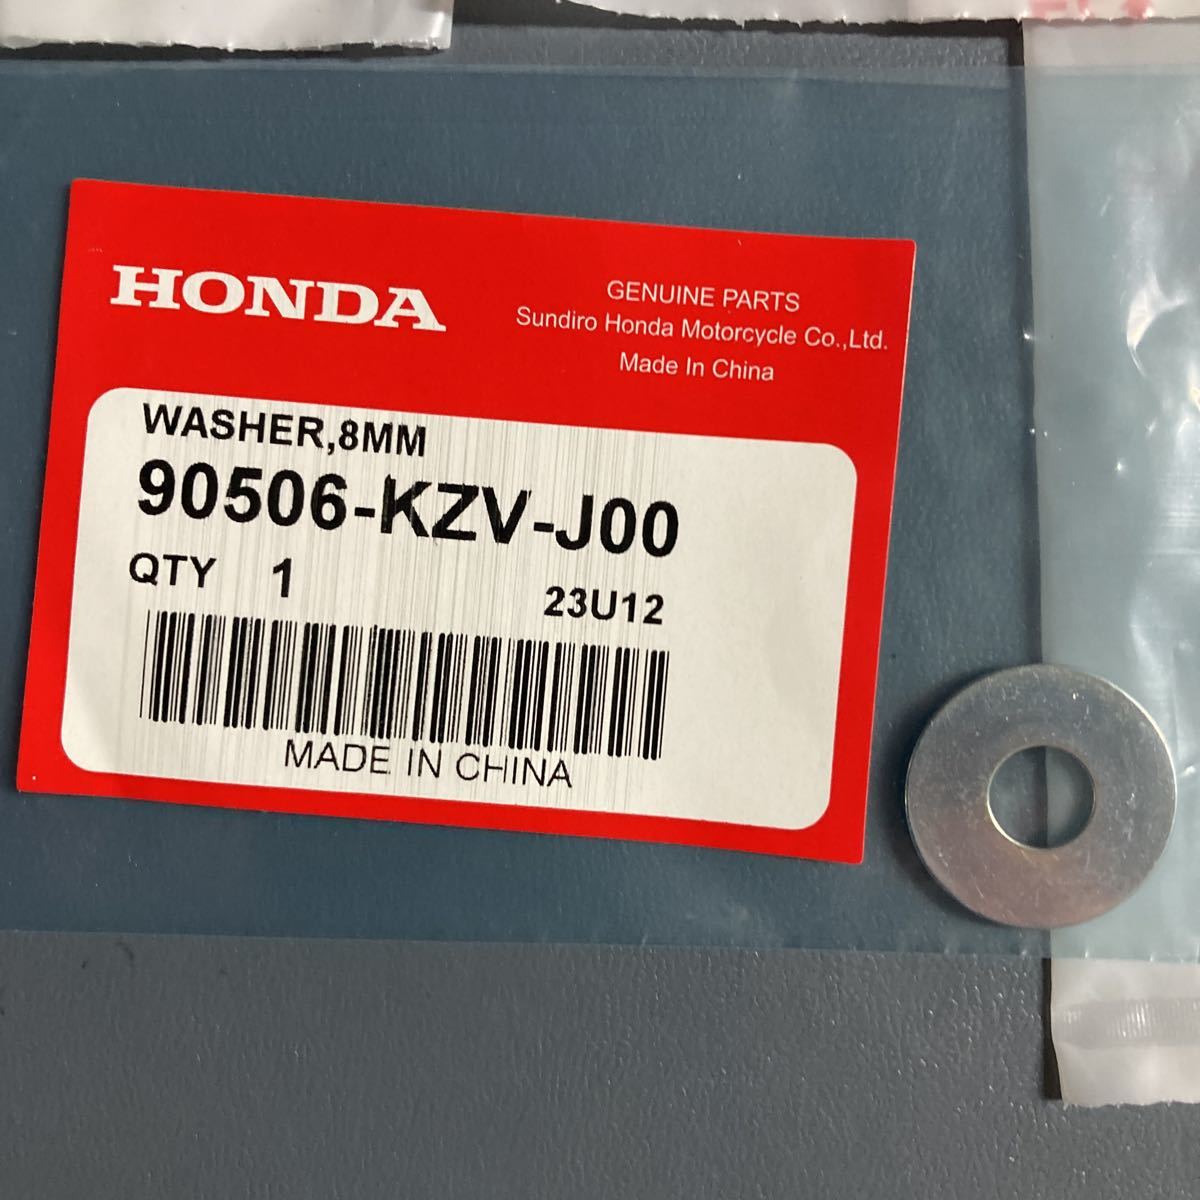 HONDA
GENUINE PARTS
Sundiro Honda Motorcycle Co.,Ltd.
Made In China
WASHER,8MM
90506-KZV-J00
QTY 1 23U12
MADE IN CHINA